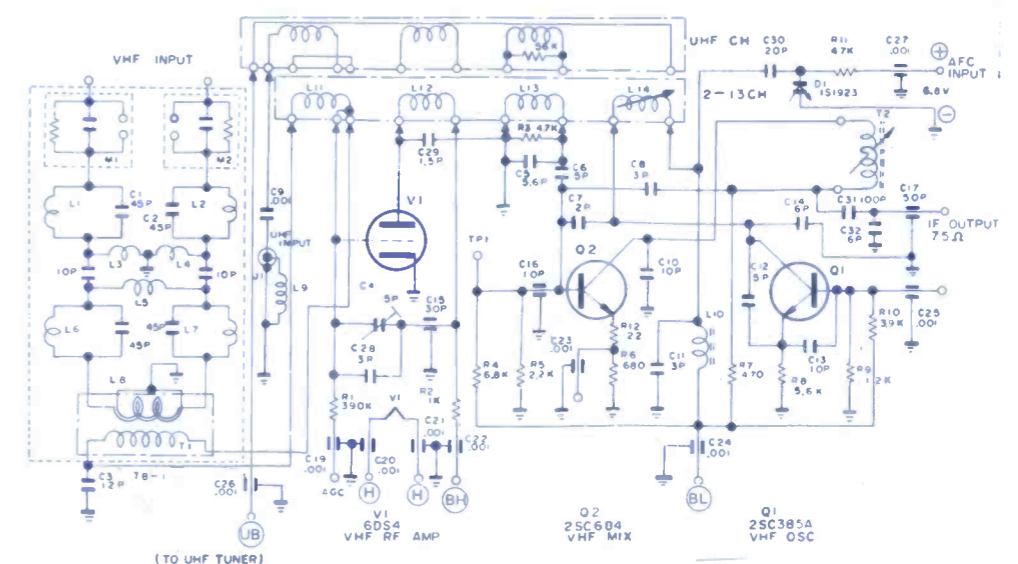 UHF CH
2-13CH
56K
C30
20P
R11
47K
C27
.001
AFC
INPUT
6.8V
D1
1S1923
VHF INPUT
M1
M2
L11
L12
L13
L14
R3 47K
C29
1.5P
C5
5.6P
C6
5P
C8
3P
T2
C17
50P
C31 100P
C32
6P
IF OUTPUT
75Ω
C14
6P
C7
2P
L1
C1
45P
C2
45P
L2
C9
.001
UHF
INPUT
J1
L9
V1
10P
L3
L4
10P
L5
TP1
C16
10P
Q2
C10
10P
C12
5P
Q1
L6
45P
45P
L7
C4
5P
C15
30P
C28
3P
C23
.001
R12
22
R6
680
R4
6.8K
R5
2.2K
L10
C11
3P
R7
470
R8
5.6K
C13
10P
R9
1.2K
R10
3.9K
C25
.001
L8
T1
TB-1
C3
12P
C26
.001
R1
390K
V1
R2
1K
C19
.001
C20
.001
C21
.001
C22
.001
C24
.001
AGC
H
H
BH
BL
UB
(TO UHF TUNER)
V1
6DS4
VHF RF AMP
Q2
2SC684
VHF MIX
Q1
2SC385A
VHF OSC